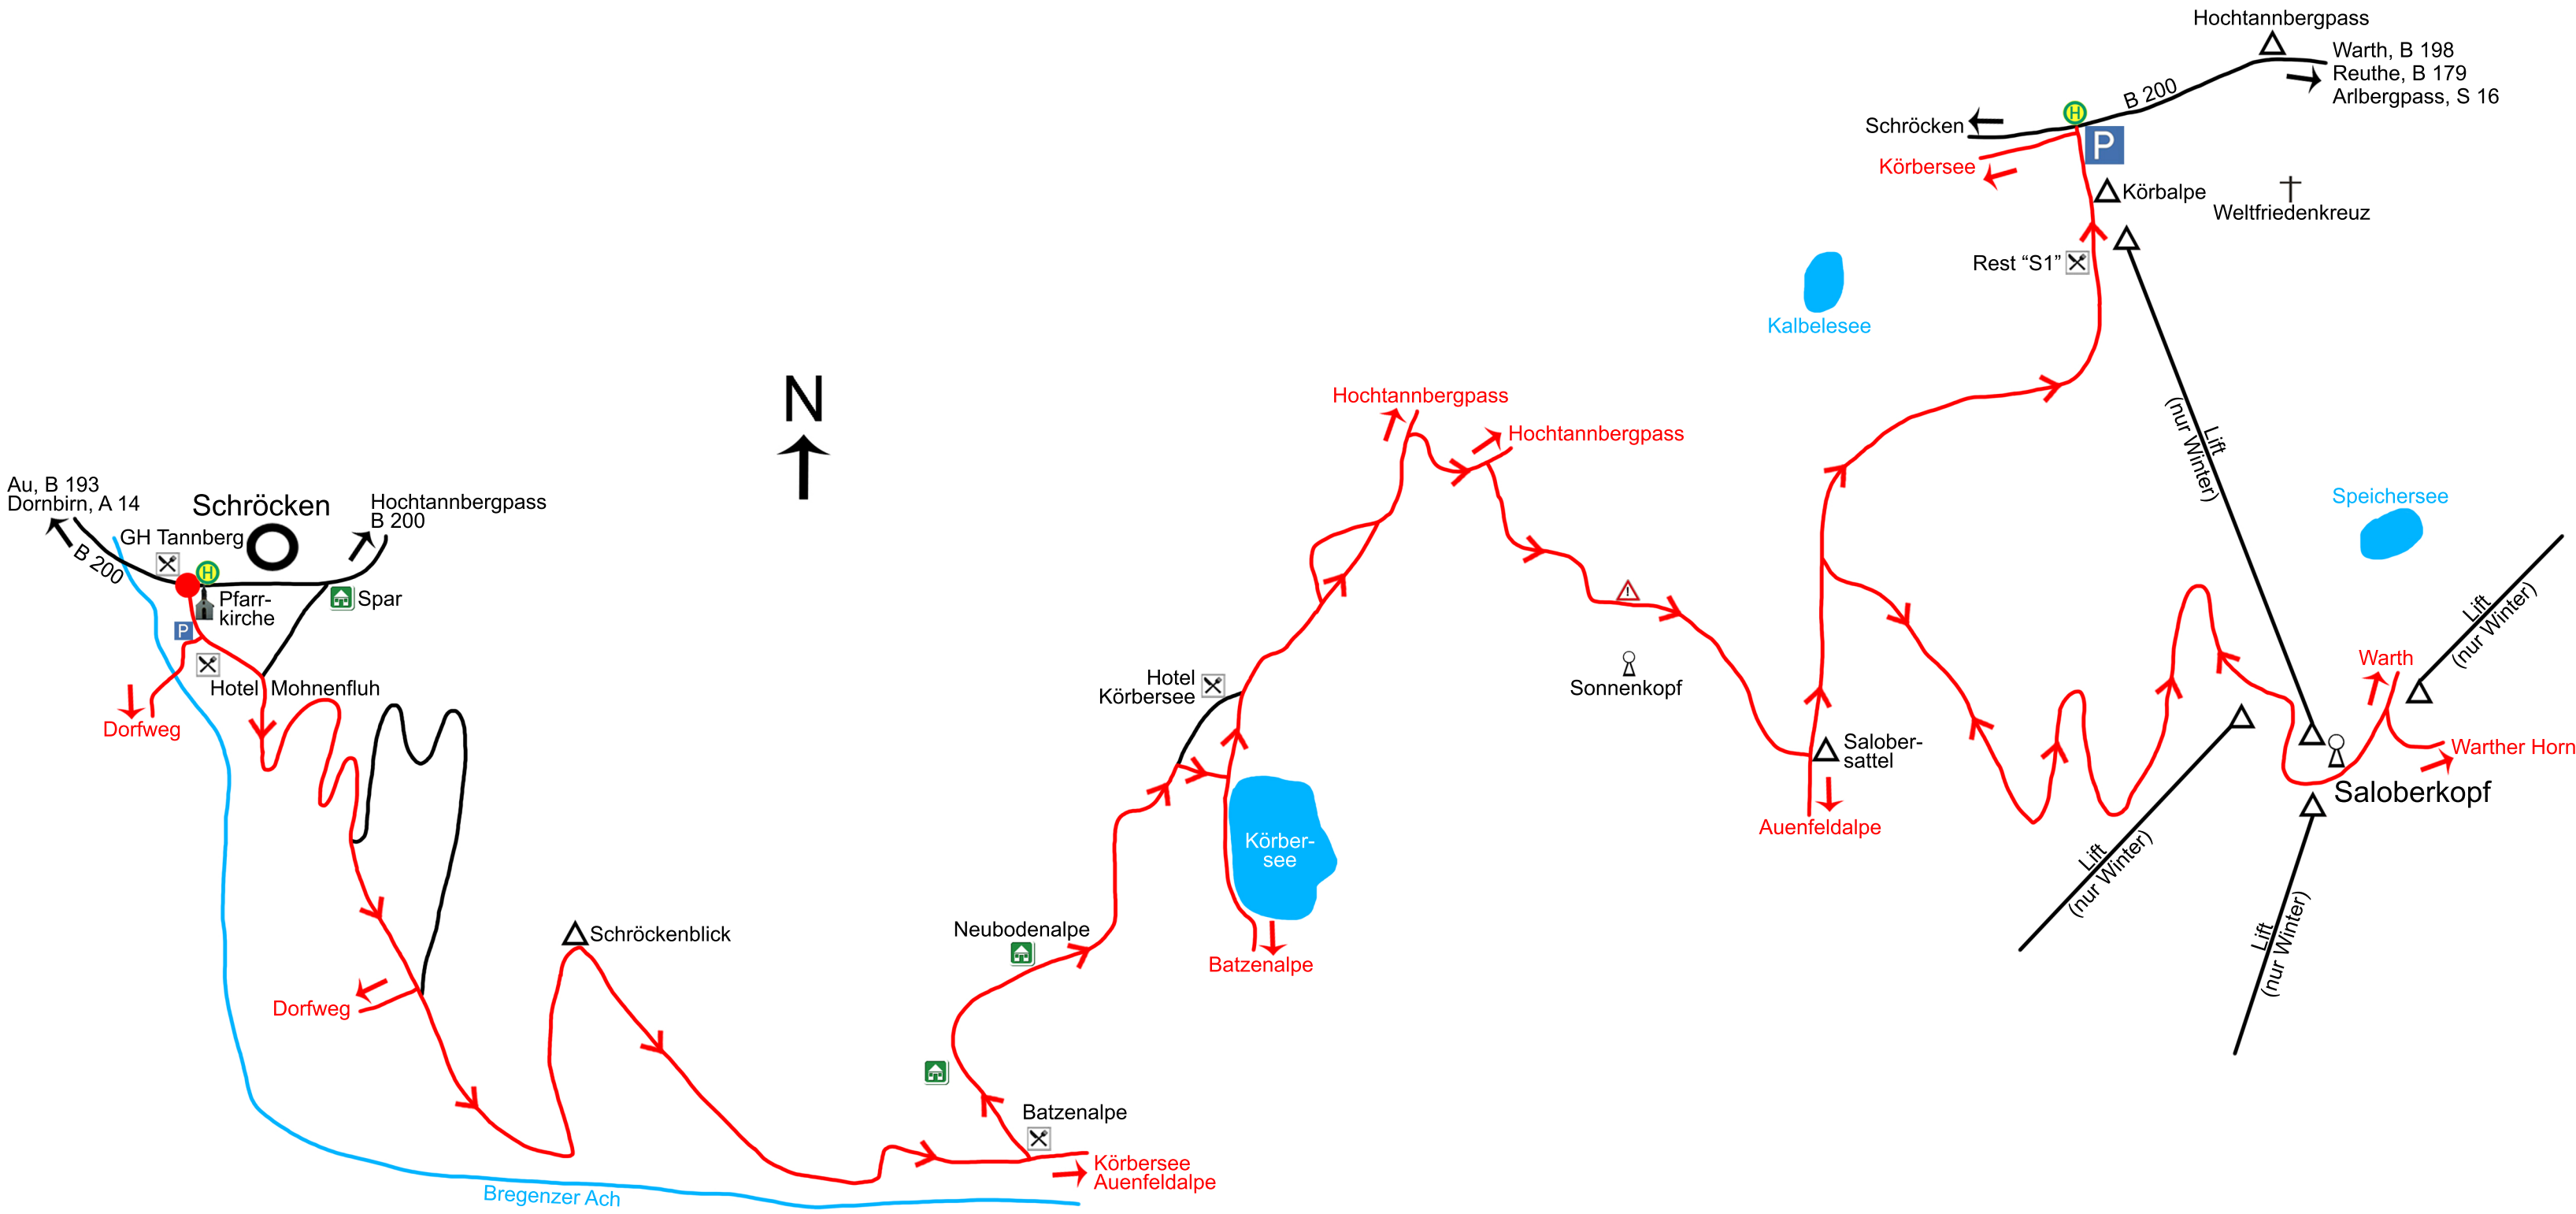 Hochtannbergpass
Warth, B 198
Reuthe, B 179
Arlbergpass, S 16
B 200
H
Schröcken
P
Körbersee
Körbalpe
Weltfriedenkreuz
Rest “S1”
Kalbelesee
N
Hochtannbergpass
Hochtannbergpass
Lift
(nur Winter)
Speichersee
Au, B 193
Dornbirn, A 14
Schröcken
Hochtannbergpass
B 200
GH Tannberg
B 200
H
Pfarr-
kirche
Spar
P
Hotel Mohnenfluh
Dorfweg
Lift
(nur Winter)
Hotel
Körbersee
Sonnenkopf
Warth
Salober-
sattel
Warther Horn
Saloberkopf
Auenfeldalpe
Körber-
see
Lift
(nur Winter)
Neubodenalpe
Schröckenblick
Batzenalpe
Lift
(nur Winter)
Dorfweg
Batzenalpe
Körbersee
Auenfeldalpe
Bregenzer Ach